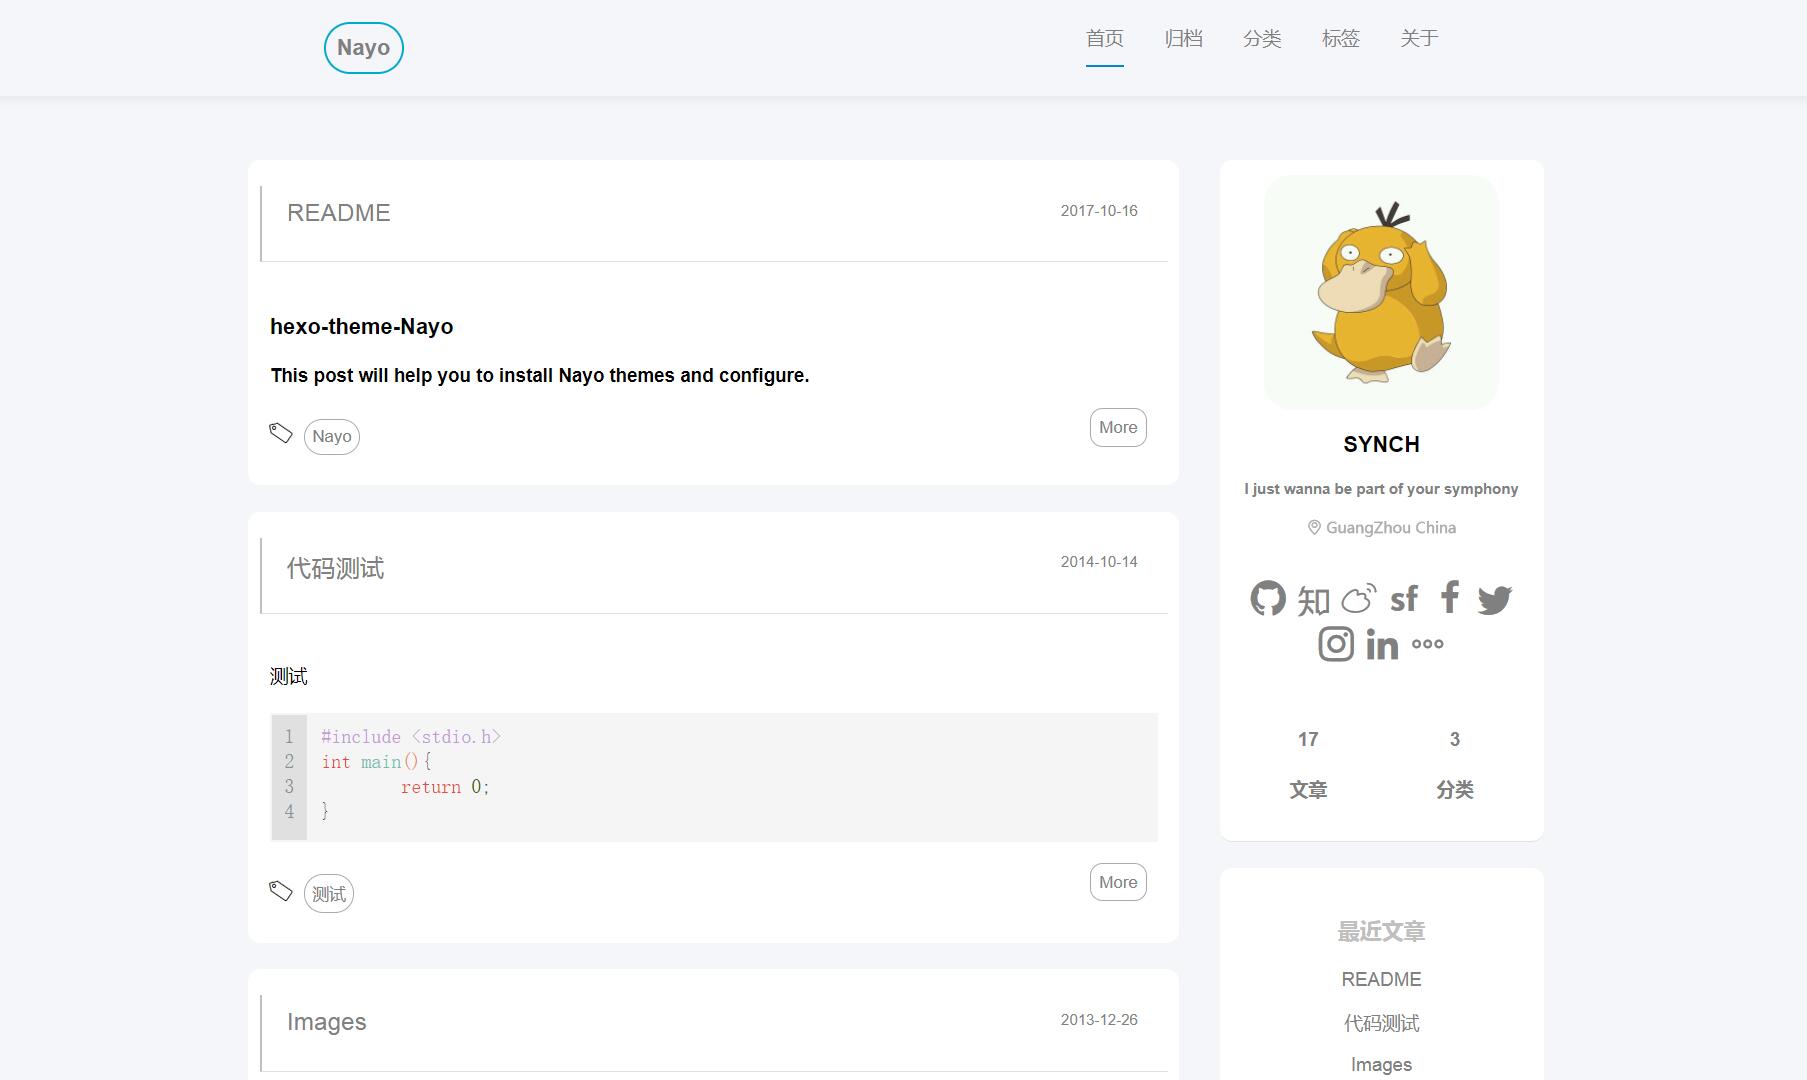 Nayo
首页 归档 分类 标签 关于
README 2017-10-16
hexo-theme-Nayo
This post will help you to install Nayo themes and configure.
Nayo More
代码测试 2014-10-14
测试
1 #include <stdio.h>
2 int main(){
3 return 0;
4 }
测试 More
Images 2013-12-26
SYNCH
I just wanna be part of your symphony
GuangZhou China
知 sf f in
17 3
文章 分类
最近文章
README
代码测试
Images